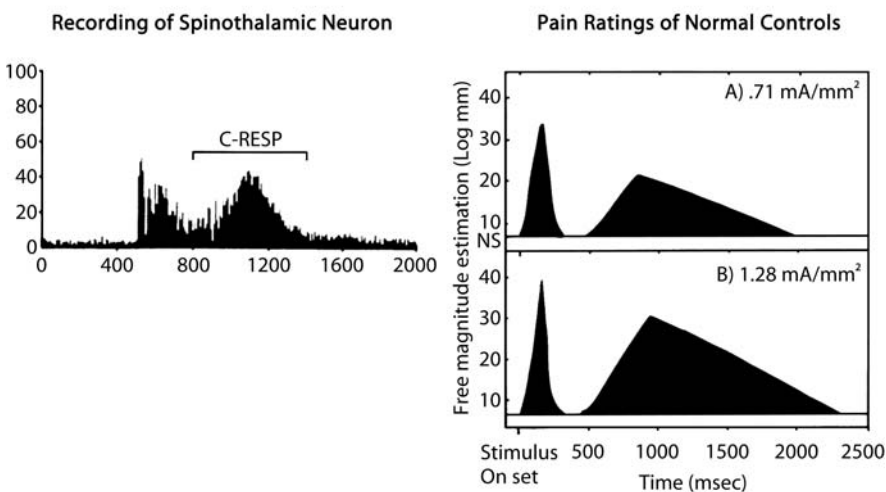 Recording of Spinothalamic Neuron
100
80
60
40
20
0
C-RESP
0 400 800 1200 1600 2000
Pain Ratings of Normal Controls
Free magnitude estimation (Log mm)
A) .71 mA/mm²
40
30
20
10
NS
B) 1.28 mA/mm²
40
30
20
10
Stimulus
On set
500 1000 1500 2000 2500
Time (msec)